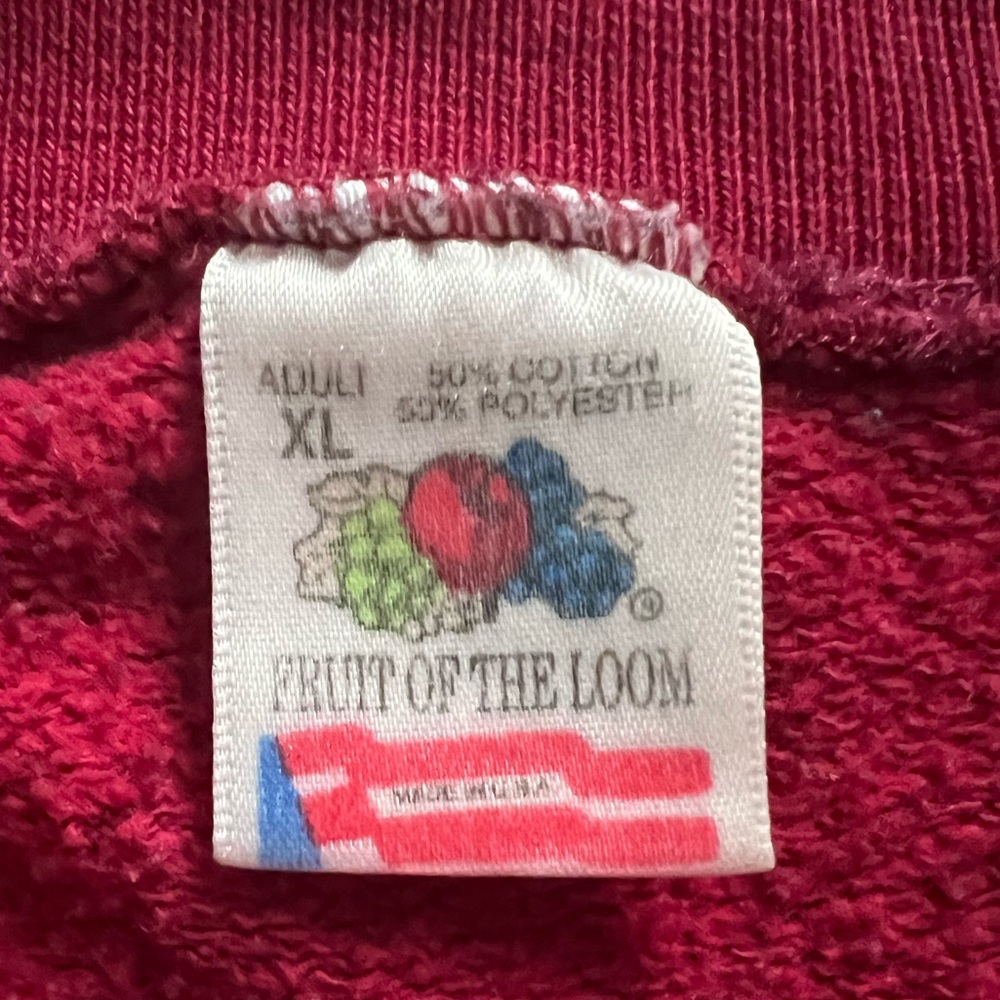 ADULT 50% COTTON
XL 50% POLYESTER
®
FRUIT OF THE LOOM
MADE IN U.S.A.